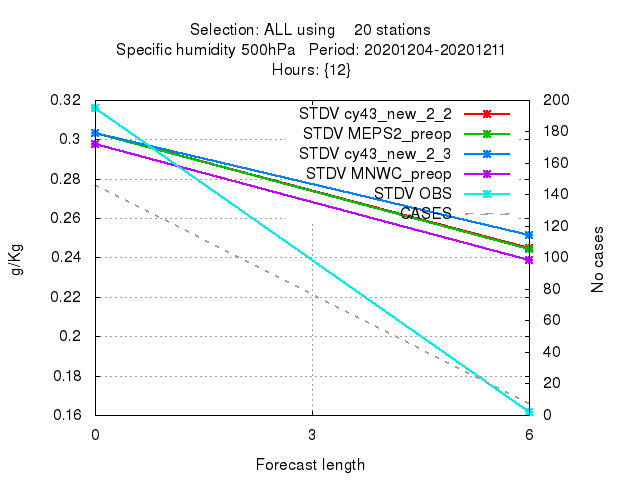 Selection: ALL using    20 stations
Specific humidity 500hPa   Period: 20201204-20201211
Hours: {12}
0.32
0.3
0.28
0.26
0.24
0.22
0.2
0.18
0.16
g/Kg
STDV cy43_new_2_2
STDV MEPS2_preop
STDV cy43_new_2_3
STDV MNWC_preop
STDV OBS
CASES
200
180
160
140
120
100
80
60
40
20
0
No cases
0 3 6
Forecast length